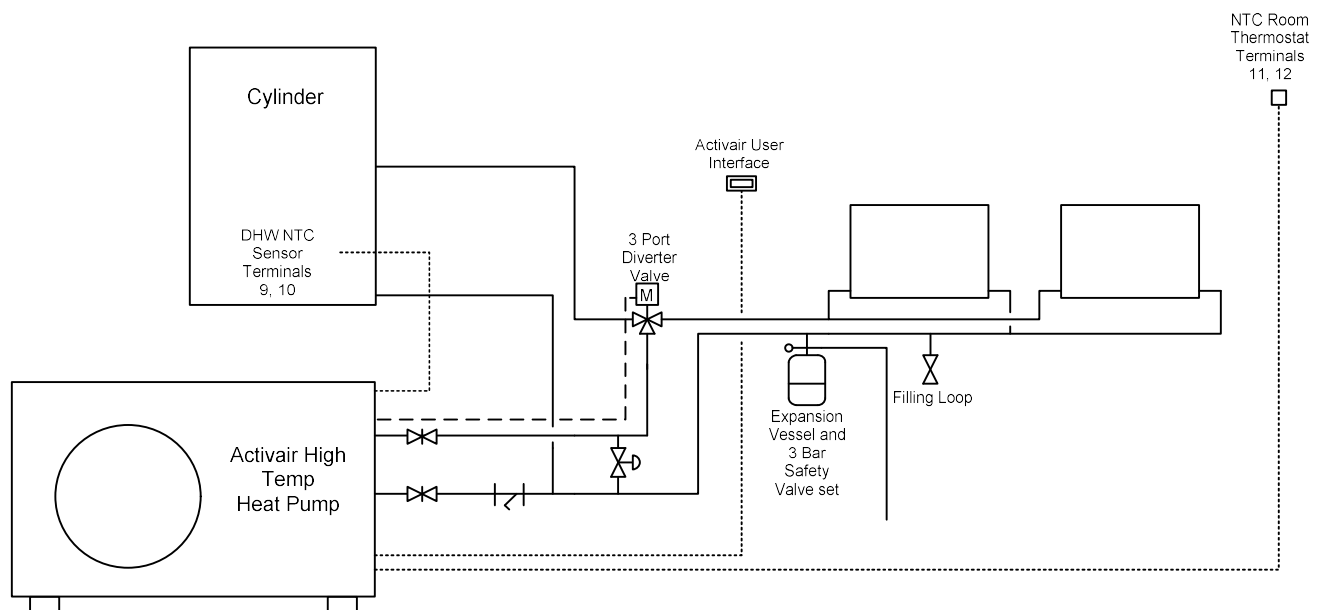 NTC Room
Thermostat
Terminals
11, 12
Cylinder
Activair User
Interface
DHW NTC
Sensor
Terminals
9, 10
3 Port
Diverter
Valve
M
Filling Loop
Expansion
Vessel and
3 Bar
Safety
Valve set
Activair High
Temp
Heat Pump